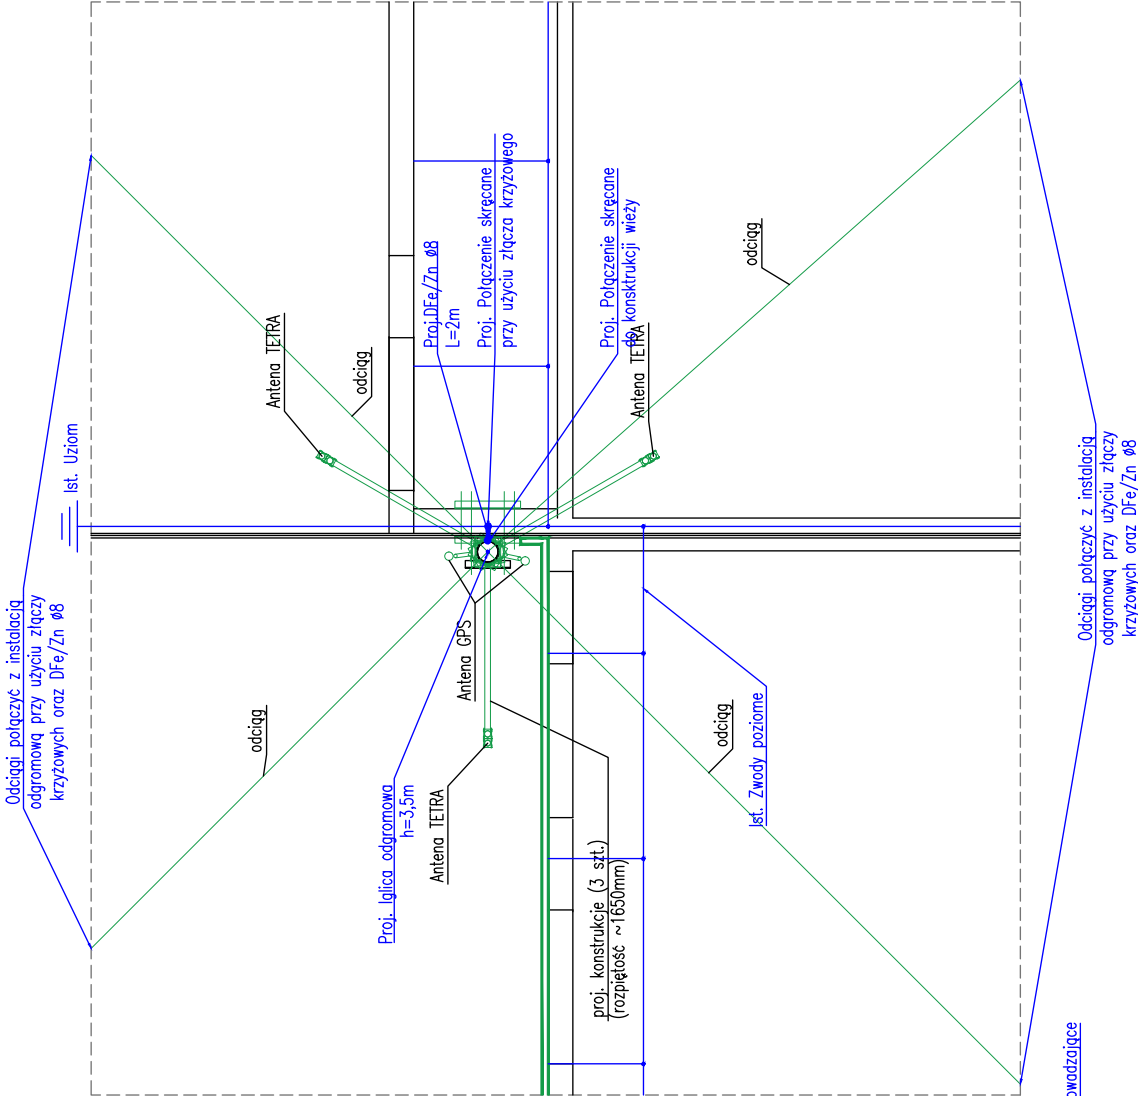 Odciągi połączyć z instalacją
odgromową przy użyciu złączy
krzyżowych oraz DFe/Zn ø8
Ist. Uziom
Antena TETRA
odciąg
Proj.DFe/Zn ø8
L=2m
Proj. Połączenie skręcane
przy użyciu złącza krzyżowego
Proj. Połączenie skręcane
do konsktrukcji wieży
Antena TETRA
odciąg
odciąg
Antena GPS
Proj. Iglica odgromowa
h=3,5m
Antena TETRA
proj. konstrukcje (3 szt.)
(rozpiętość ~1650mm)
odciąg
Ist. Zwody poziome
Odciągi połączyć z instalacją
odgromową przy użyciu złączy
krzyżowych oraz DFe/Zn ø8
owadzające